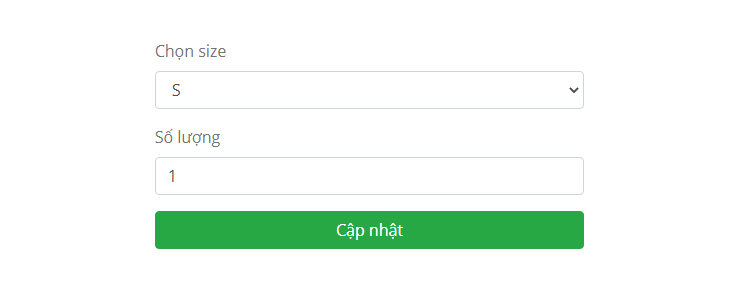 Chọn size
S
Số lượng
1
Cập nhật